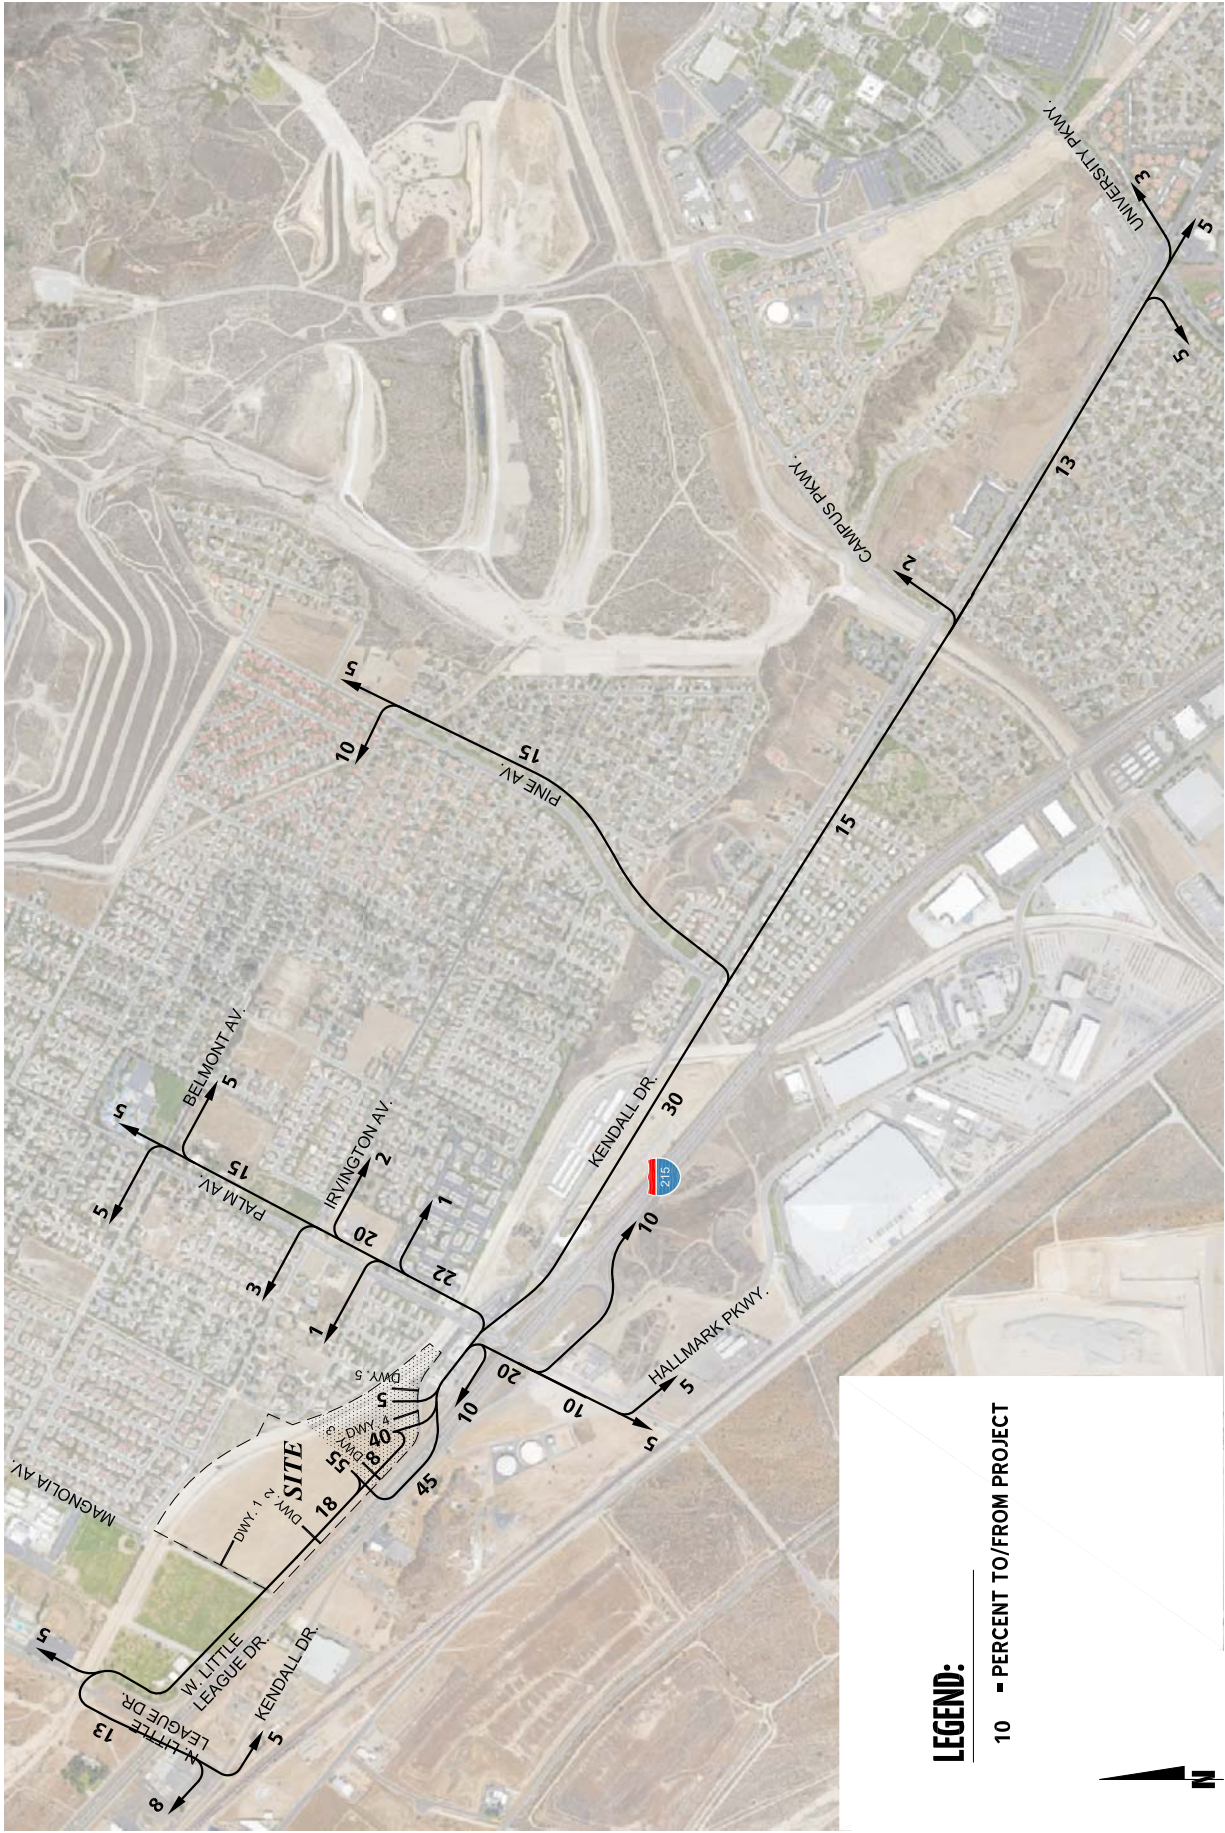 MAGNOLIA AV.
5
N. LITTLE
LEAGUE DR.
13
8
5
KENDALL DR.
W. LITTLE
LEAGUE DR.
DWY. 1
DWY. 2
18
SITE
55
DWY. 3
8
DWY. 4
40
5
DWY. 5
45
10
20
10
5
5
HALLMARK PKWY.
10
215
1
3
5
5
BELMONT AV.
5
15
PALM AV.
IRVINGTON AV.
2
20
1
22
KENDALL DR.
30
PINE AV.
15
10
5
15
CAMPUS PKWY.
2
13
UNIVERSITY PKWY.
3
5
5
LEGEND:
10 - PERCENT TO/FROM PROJECT
N